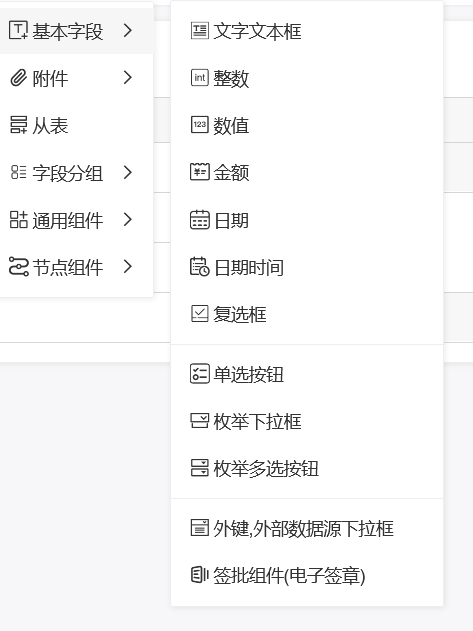 基本字段
附件
从表
字段分组
通用组件
节点组件
文字文本框
int 整数
123 数值
金额
日期
日期时间
复选框
单选按钮
枚举下拉框
枚举多选按钮
外键,外部数据源下拉框
签批组件(电子签章)